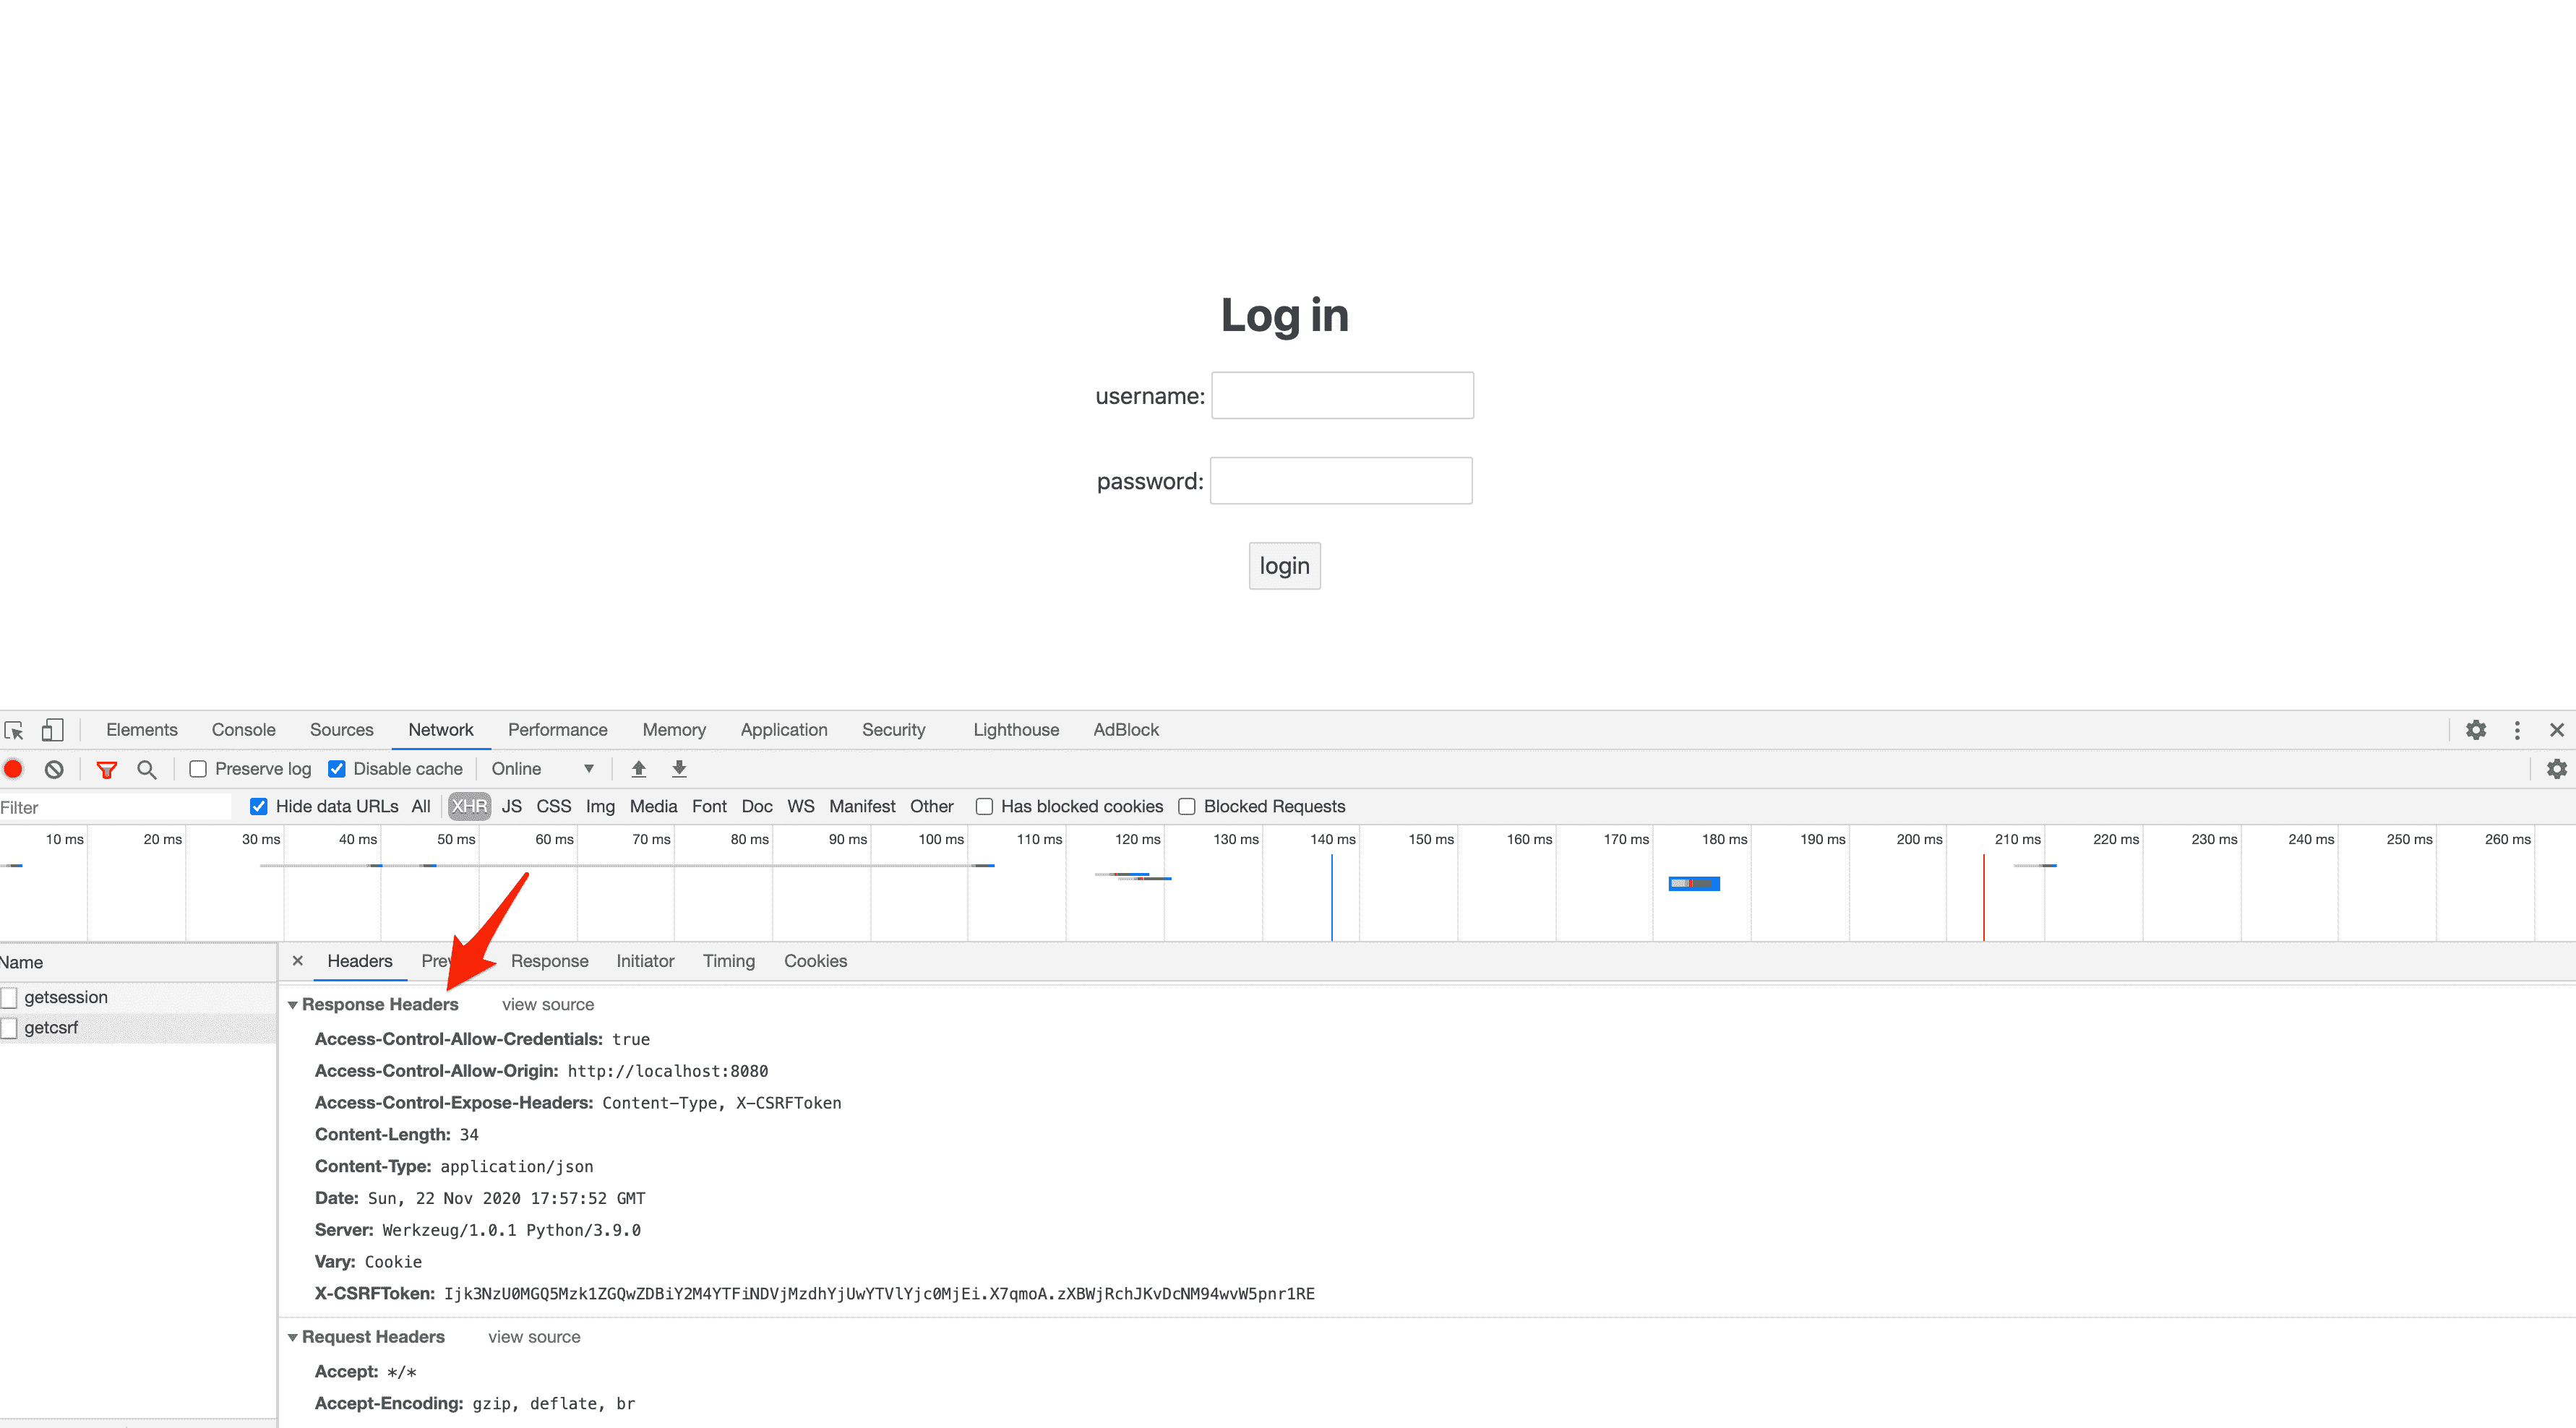 Log in
username:
password:
login
Elements Console Sources Network Performance Memory Application Security Lighthouse AdBlock
Preserve log Disable cache Online
Filter Hide data URLs All XHR JS CSS Img Media Font Doc WS Manifest Other Has blocked cookies Blocked Requests
10 ms 20 ms 30 ms 40 ms 50 ms 60 ms 70 ms 80 ms 90 ms 100 ms 110 ms 120 ms 130 ms 140 ms 150 ms 160 ms 170 ms 180 ms 190 ms 200 ms 210 ms 220 ms 230 ms 240 ms 250 ms 260 ms
Name Headers Response Initiator Timing Cookies
getsession
getcsrf
Response Headers view source
Access-Control-Allow-Credentials: true
Access-Control-Allow-Origin: http://localhost:8080
Access-Control-Expose-Headers: Content-Type, X-CSRFToken
Content-Length: 34
Content-Type: application/json
Date: Sun, 22 Nov 2020 17:57:52 GMT
Server: Werkzeug/1.0.1 Python/3.9.0
Vary: Cookie
X-CSRFToken: Ijk3NzU0MGQ5Mzk1ZGQwZDBiY2M4YTFiNDVjMzdhYjUwYTVlYjc0MjEi.X7qmoA.zXBWjRchJKvDcNM94wvW5pnr1RE
Request Headers view source
Accept: */*
Accept-Encoding: gzip, deflate, br